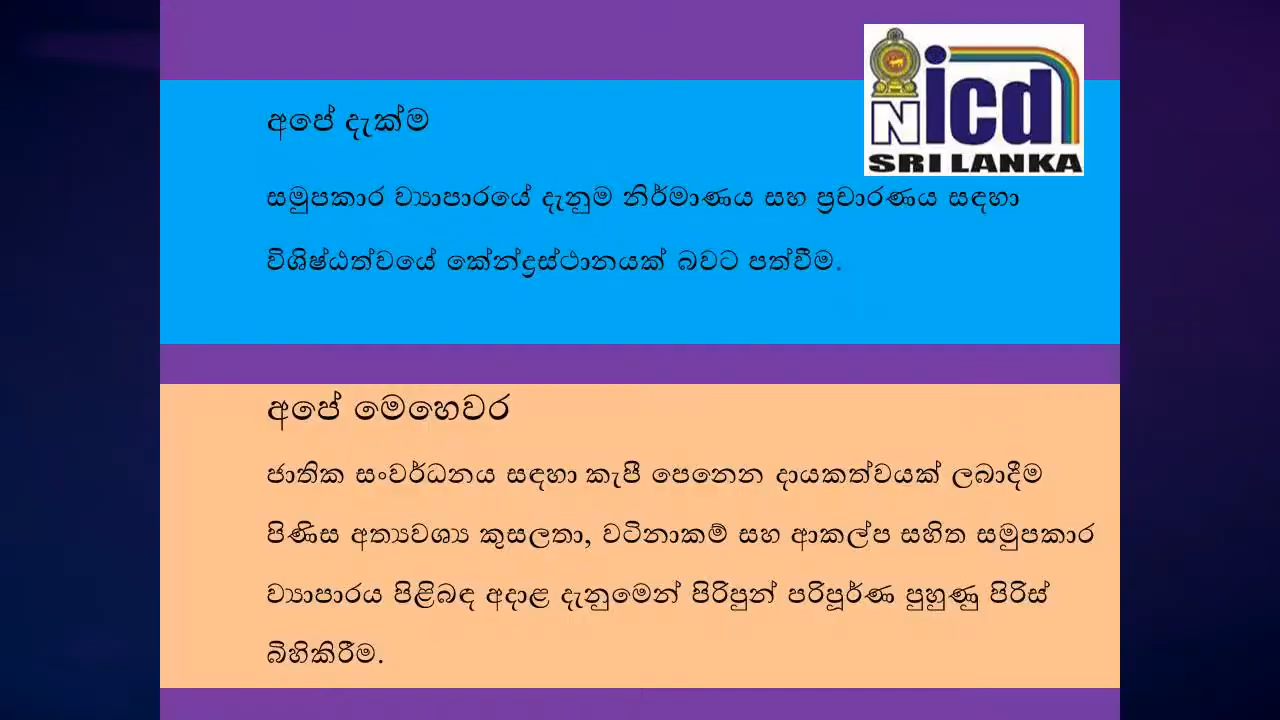 Nicd
SRI LANKA
අපේ දැක්ම
සමුපකාර ව්‍යාපාරයේ දැනුම නිර්මාණය සහ ප්‍රචාරණය සඳහා
විශිෂ්ඨත්වයේ කේන්ද්‍රස්ථානයක් බවට පත්වීම.
අපේ මෙහෙවර
ජාතික සංවර්ධනය සඳහා කැපී පෙනෙන දායකත්වයක් ලබාදීම
පිණිස අත්‍යවශ්‍ය කුසලතා, වටිනාකම් සහ ආකල්ප සහිත සමුපකාර
ව්‍යාපාරය පිළිබඳ අදාළ දැනුමෙන් පිරිපුන් පරිපූර්ණ පුහුණු පිරිස්
බිහිකිරීම.